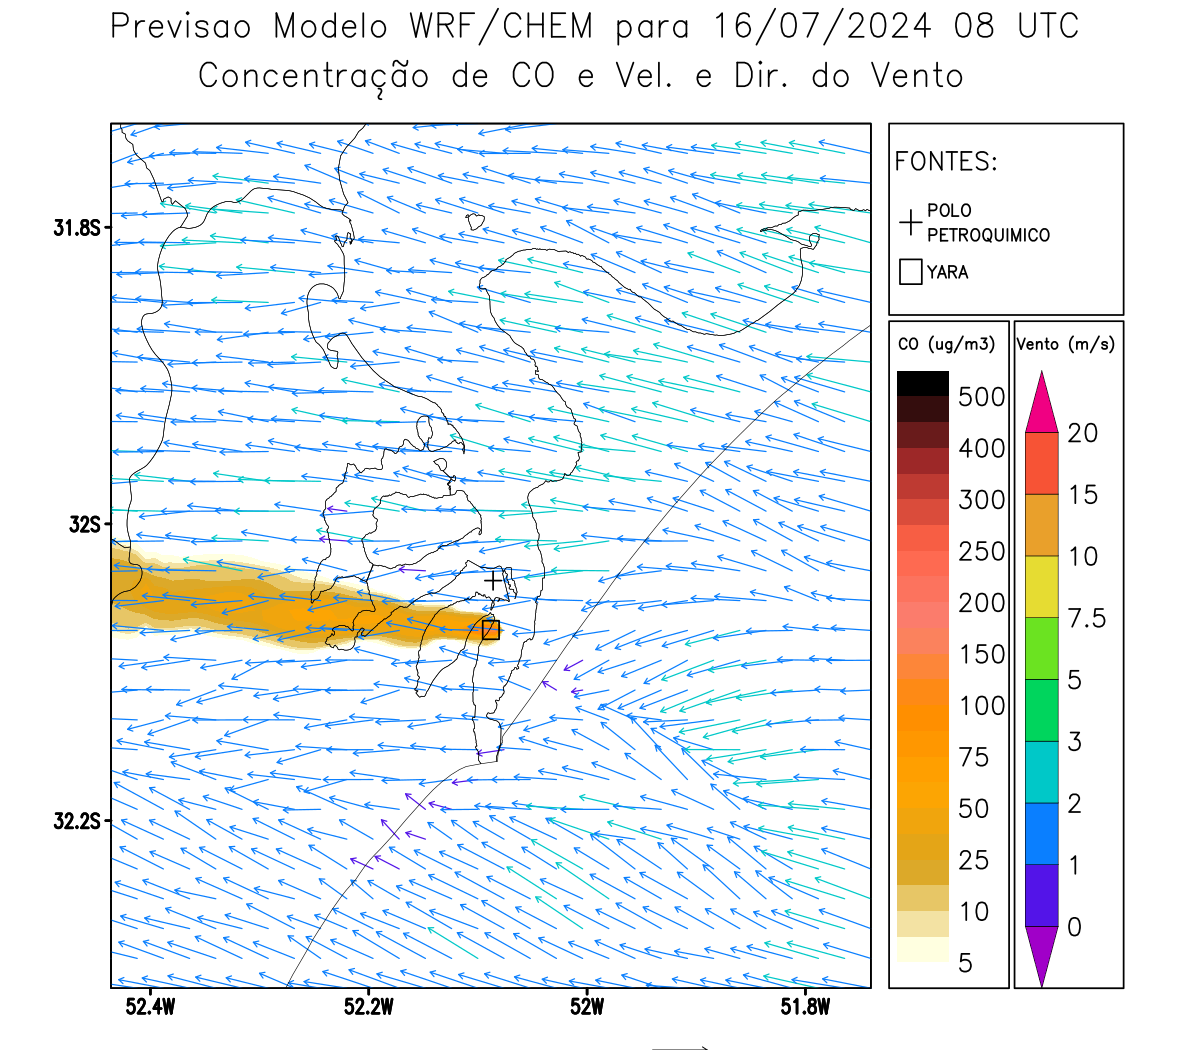 Previsao Modelo WRF/CHEM para 16/07/2024 08 UTC
Concentração de CO e Vel. e Dir. do Vento
FONTES:
POLO
PETROQUIMICO
YARA
CO (ug/m3)
500
400
300
250
200
150
100
75
50
25
10
5
Vento (m/s)
20
15
10
7.5
5
3
2
1
0
31.8S
32S
32.2S
52.4W
52.2W
52W
51.8W